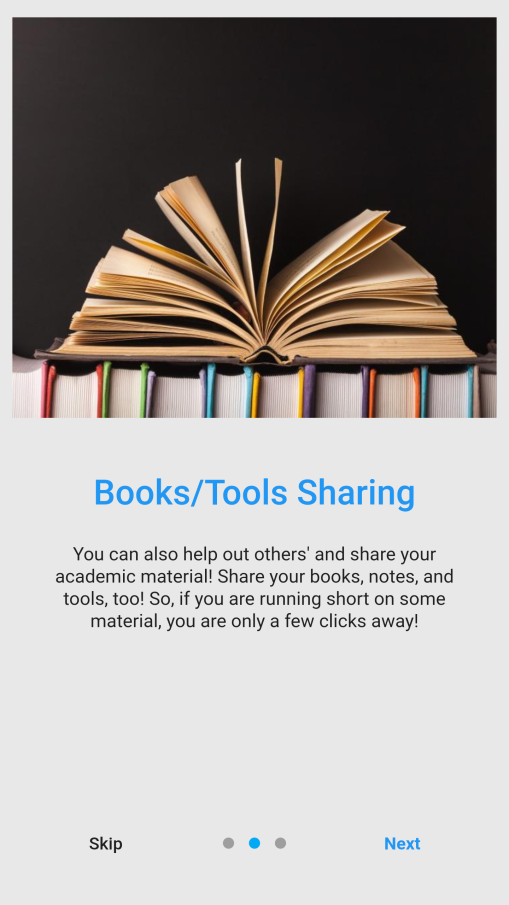 Books/Tools Sharing
You can also help out others' and share your
academic material! Share your books, notes, and
tools, too! So, if you are running short on some
material, you are only a few clicks away!
Skip
Next